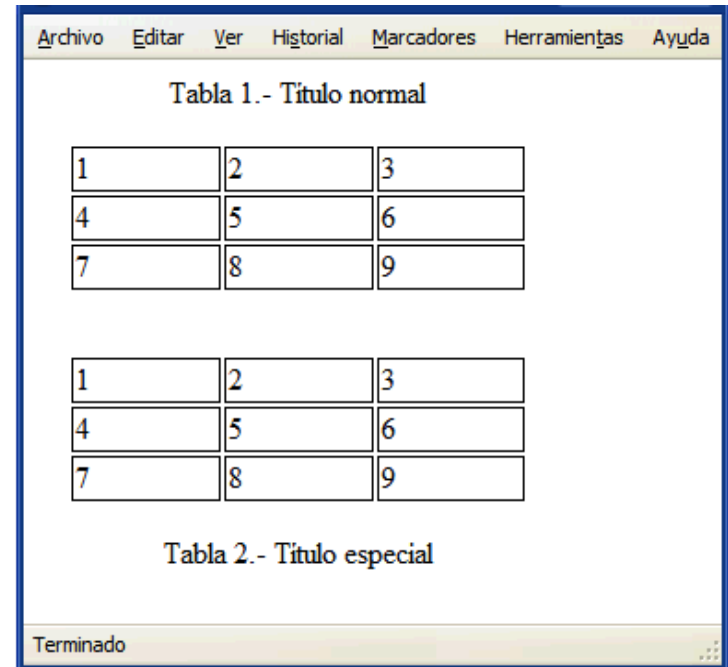 Archivo Editar Ver Historial Marcadores Herramientas Ayuda
Tabla 1.- Título normal
1 2 3
4 5 6
7 8 9
1 2 3
4 5 6
7 8 9
Tabla 2.- Título especial
Terminado